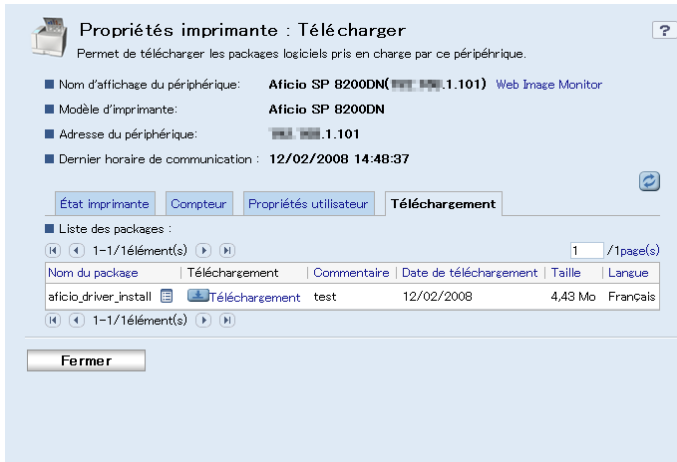 Propriétés imprimante : Télécharger
?
Permet de télécharger les packages logiciels pris en charge par ce péripéhrique.
Nom d'affichage du périphérique: Aficio SP 8200DN( .1.101) Web Image Monitor
Modèle d'imprimante: Aficio SP 8200DN
Adresse du périphérique: .1.101
Dernier horaire de communication : 12/02/2008 14:48:37
État imprimante Compteur Propriétés utilisateur Téléchargement
Liste des packages :
1-1/1élément(s) 1 /1page(s)
Nom du package Téléchargement Commentaire Date de téléchargement Taille Langue
aficio_driver_install Téléchargement test 12/02/2008 4,43 Mo Français
1-1/1élément(s)
Fermer